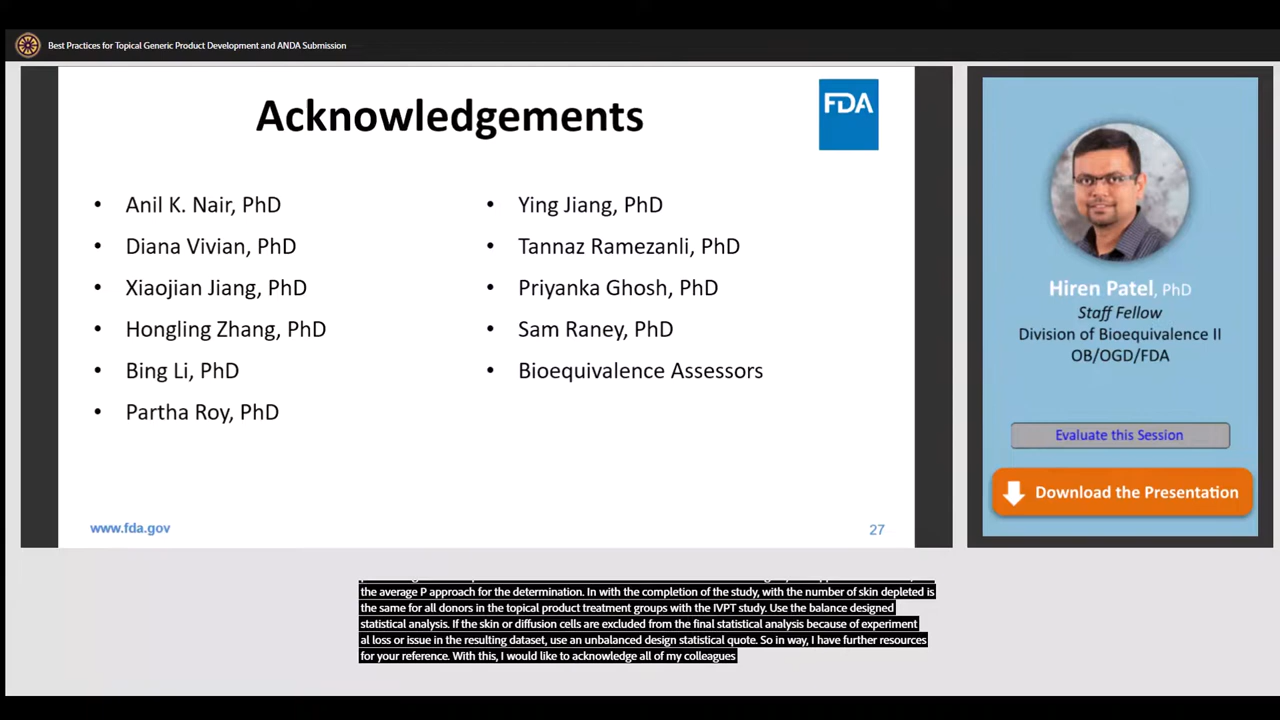 Best Practices for Topical Generic Product Development and ANDA Submission
Acknowledgements
FDA
• Anil K. Nair, PhD
• Diana Vivian, PhD
• Xiaojian Jiang, PhD
• Hongling Zhang, PhD
• Bing Li, PhD
• Partha Roy, PhD
• Ying Jiang, PhD
• Tannaz Ramezanli, PhD
• Priyanka Ghosh, PhD
• Sam Raney, PhD
• Bioequivalence Assessors
www.fda.gov
27
Hiren Patel, PhD
Staff Fellow
Division of Bioequivalence II
OB/OGD/FDA
Evaluate this Session
Download the Presentation
the average P approach for the determination. In with the completion of the study, with the number of skin depleted is
the same for all donors in the topical product treatment groups with the IVPT study. Use the balance designed
statistical analysis. If the skin or diffusion cells are excluded from the final statistical analysis because of experiment
al loss or issue in the resulting dataset, use an unbalanced design statistical quote. So in way, I have further resources
for your reference. With this, I would like to acknowledge all of my colleagues